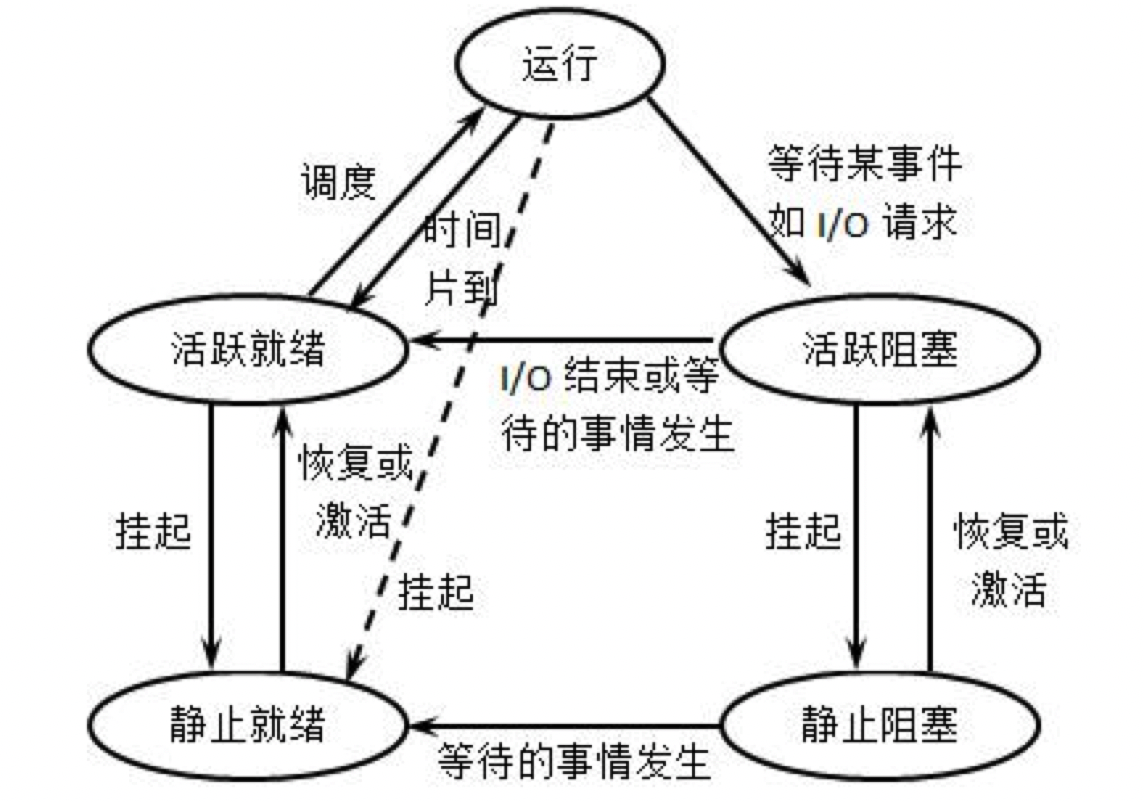 运行
调度
等待某事件
如 I/O 请求
时间
片到
活跃就绪
活跃阻塞
I/O 结束或等
待的事情发生
恢复或
激活
挂起
挂起
挂起
恢复或
激活
静止就绪
静止阻塞
等待的事情发生